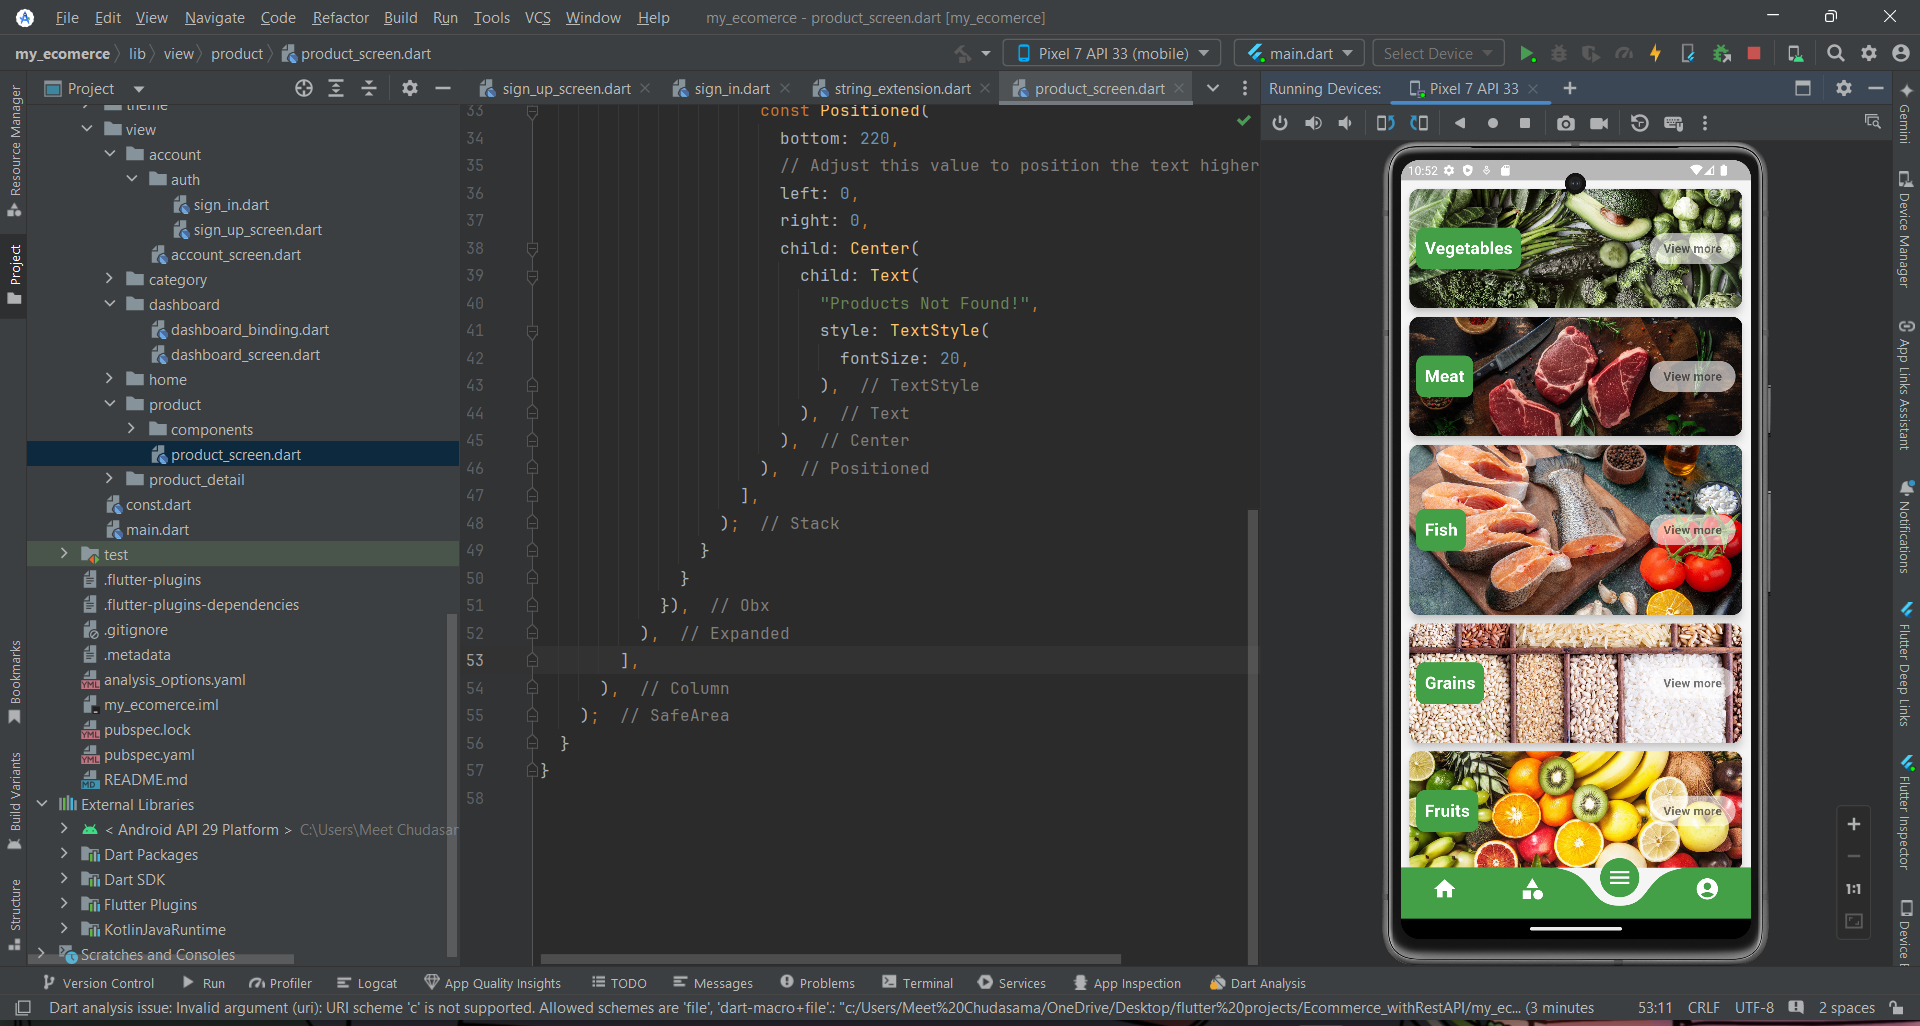 File Edit View Navigate Code Refactor Build Run Tools VCS Window Help my_ecomerce - product_screen.dart [my_ecomerce]
my_ecomerce lib view product product_screen.dart Pixel 7 API 33 (mobile) main.dart Select Device
Project sign_up_screen.dart sign_in.dart string_extension.dart product_screen.dart Running Devices: Pixel 7 API 33
Resource Manager
Project
Bookmarks
Build Variants
Structure
theme
view
account
auth
sign_in.dart
sign_up_screen.dart
account_screen.dart
category
dashboard
dashboard_binding.dart
dashboard_screen.dart
home
product
components
product_screen.dart
product_detail
const.dart
main.dart
test
.flutter-plugins
.flutter-plugins-dependencies
.gitignore
.metadata
analysis_options.yaml
my_ecomerce.iml
pubspec.lock
pubspec.yaml
README.md
External Libraries
< Android API 29 Platform > C:\Users\Meet Chudasar
Dart Packages
Dart SDK
Flutter Plugins
KotlinJavaRuntime
Scratches and Consoles
33 const Positioned(
34 bottom: 220,
35 // Adjust this value to position the text higher
36 left: 0,
37 right: 0,
38 child: Center(
39 child: Text(
40 "Products Not Found!",
41 style: TextStyle(
42 fontSize: 20,
43 ), // TextStyle
44 ), // Text
45 ), // Center
46 ), // Positioned
47 ],
48 ); // Stack
49 }
50 }
51 }), // Obx
52 ), // Expanded
53 ],
54 ), // Column
55 ); // SafeArea
56 }
57 }
58
10:52
Vegetables View more
Meat View more
Fish View more
Grains View more
Fruits View more
1:1
Gemini
Device Manager
App Links Assistant
Notifications
Flutter Deep Links
Flutter Inspector
Device E
Version Control Run Profiler Logcat App Quality Insights TODO Messages Problems Terminal Services App Inspection Dart Analysis
Dart analysis issue: Invalid argument (uri): URI scheme 'c' is not supported. Allowed schemes are 'file', 'dart-macro+file'.: "c:/Users/Meet%20Chudasama/OneDrive/Desktop/flutter%20projects/Ecommerce_withRestAPI/my_ec... (3 minutes 53:11 CRLF UTF-8 2 spaces